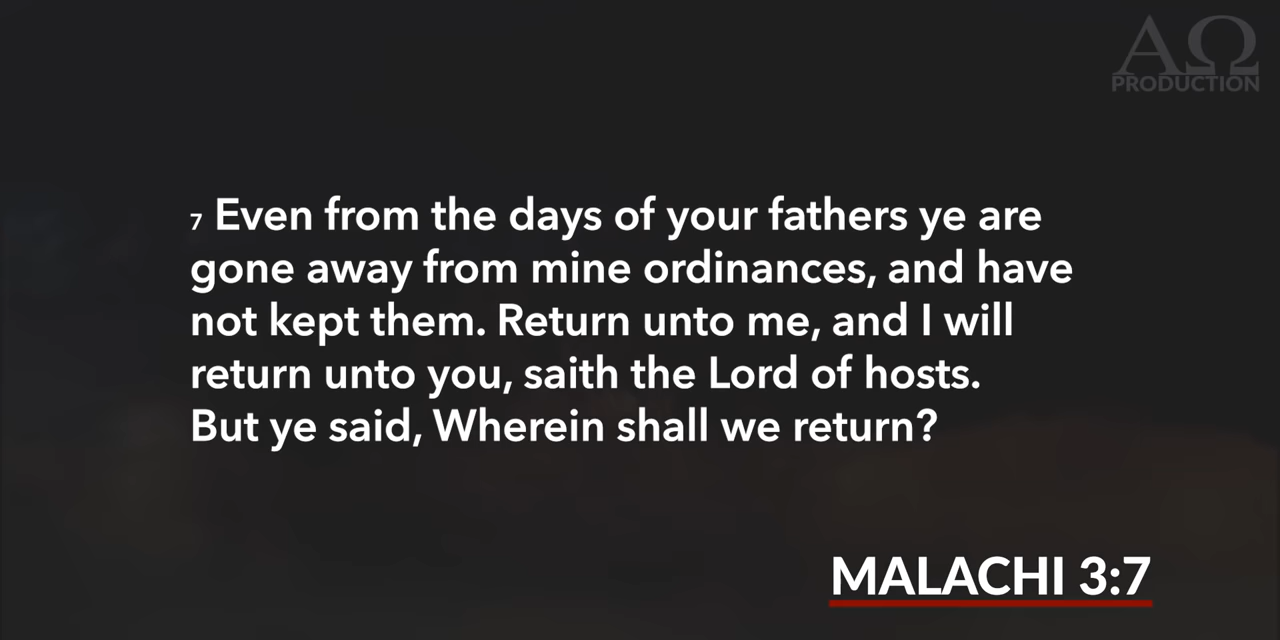 ΑΩ
PRODUCTION
7 Even from the days of your fathers ye are
gone away from mine ordinances, and have
not kept them. Return unto me, and I will
return unto you, saith the Lord of hosts.
But ye said, Wherein shall we return?
MALACHI 3:7